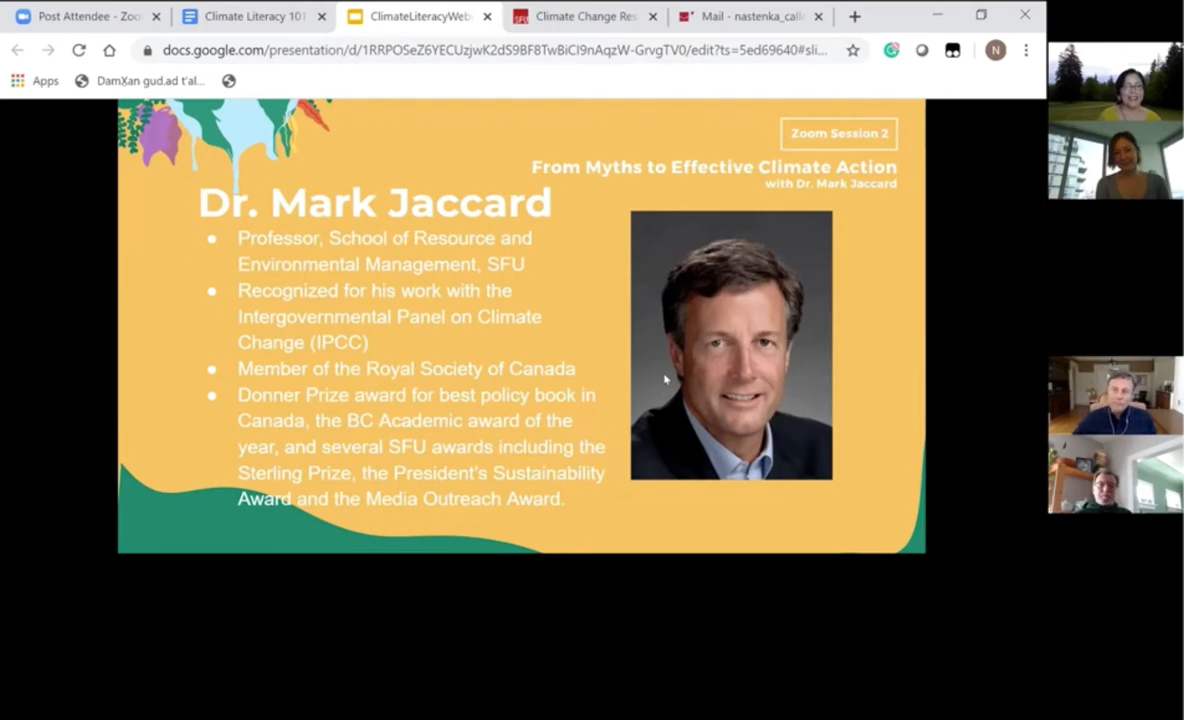 Post Attendee - Zoo
Climate Literacy 101
ClimateLiteracyWeb
Climate Change Res
Mail - nastenka_call
docs.google.com/presentation/d/1RRPOSeZ6YECUzjwK2dS9BF8TwBiCI9nAqzW-GrvgTV0/edit?ts=5ed69640#sli...
N
Apps
DamX̱an gud.ad t'al...
Zoom Session 2
From Myths to Effective Climate Action
with Dr. Mark Jaccard
Dr. Mark Jaccard
● Professor, School of Resource and
Environmental Management, SFU
● Recognized for his work with the
Intergovernmental Panel on Climate
Change (IPCC)
● Member of the Royal Society of Canada
● Donner Prize award for best policy book in
Canada, the BC Academic award of the
year, and several SFU awards including the
Sterling Prize, the President's Sustainability
Award and the Media Outreach Award.